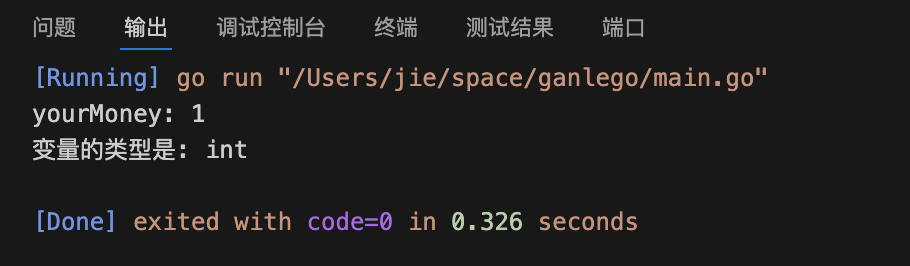 问题 输出 调试控制台 终端 测试结果 端口
[Running] go run "/Users/jie/space/ganlego/main.go"
yourMoney: 1
变量的类型是: int
[Done] exited with code=0 in 0.326 seconds